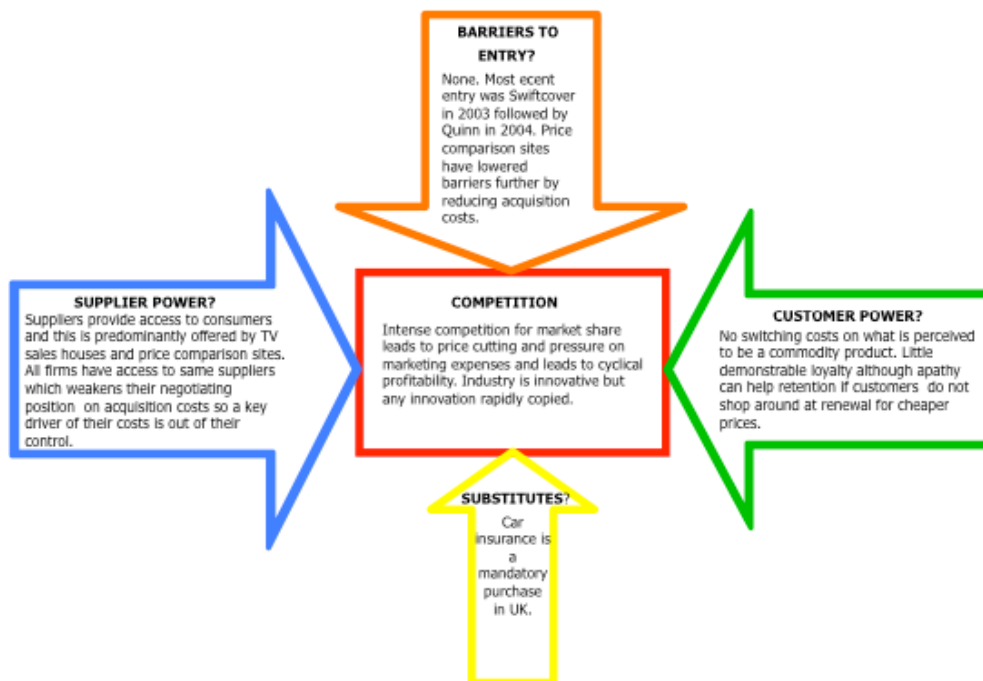 BARRIERS TO
ENTRY?
None. Most ecent
entry was Swiftcover
in 2003 followed by
Quinn in 2004. Price
comparison sites
have lowered
barriers further by
reducing acquisition
costs.
SUPPLIER POWER?
Suppliers provide access to consumers
and this is predominantly offered by TV
sales houses and price comparison sites.
All firms have access to same suppliers
which weakens their negotiating
position on acquisition costs so a key
driver of their costs is out of their
control.
COMPETITION
Intense competition for market share
leads to price cutting and pressure on
marketing expenses and leads to cyclical
profitability. Industry is innovative but
any innovation rapidly copied.
CUSTOMER POWER?
No switching costs on what is perceived
to be a commodity product. Little
demonstrable loyalty although apathy
can help retention if customers do not
shop around at renewal for cheaper
prices.
SUBSTITUTES?
Car
insurance is
a
mandatory
purchase
in UK.